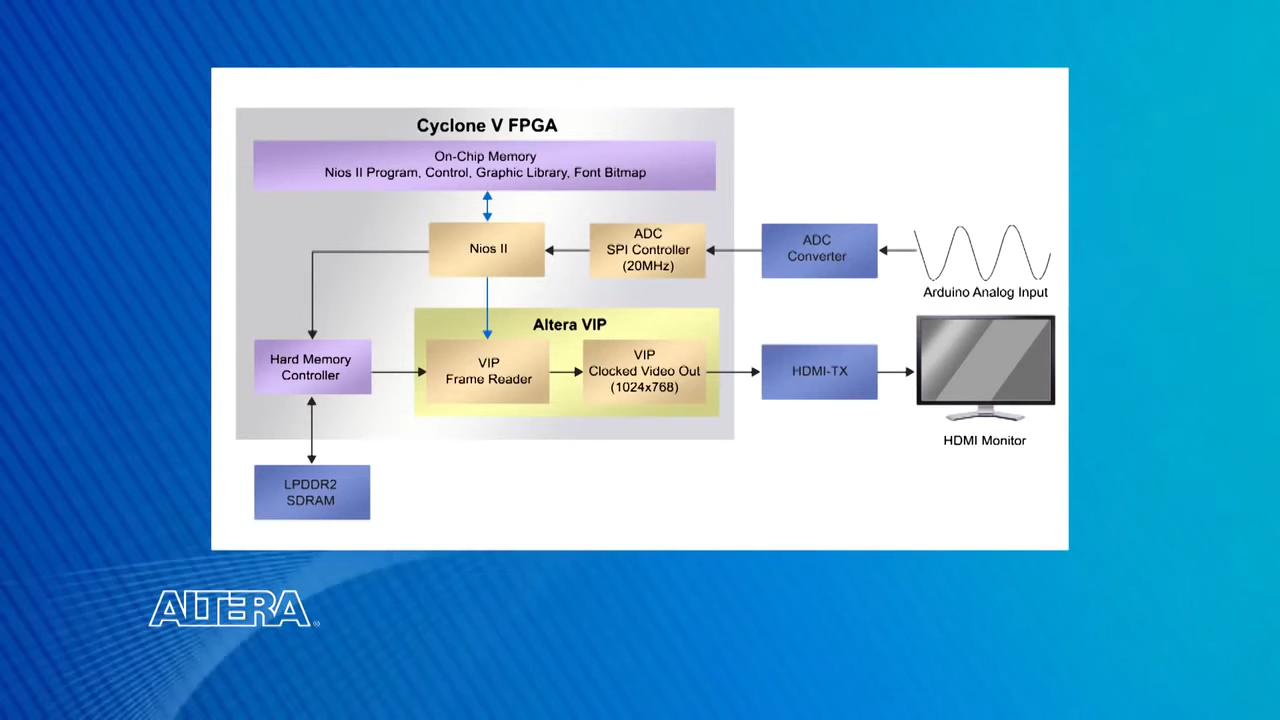 Cyclone V FPGA
On-Chip Memory
Nios II Program, Control, Graphic Library, Font Bitmap
Nios II
ADC
SPI Controller
(20MHz)
ADC
Converter
Arduino Analog Input
Altera VIP
Hard Memory
Controller
VIP
Frame Reader
VIP
Clocked Video Out
(1024x768)
HDMI-TX
HDMI Monitor
LPDDR2
SDRAM
ALTERA®